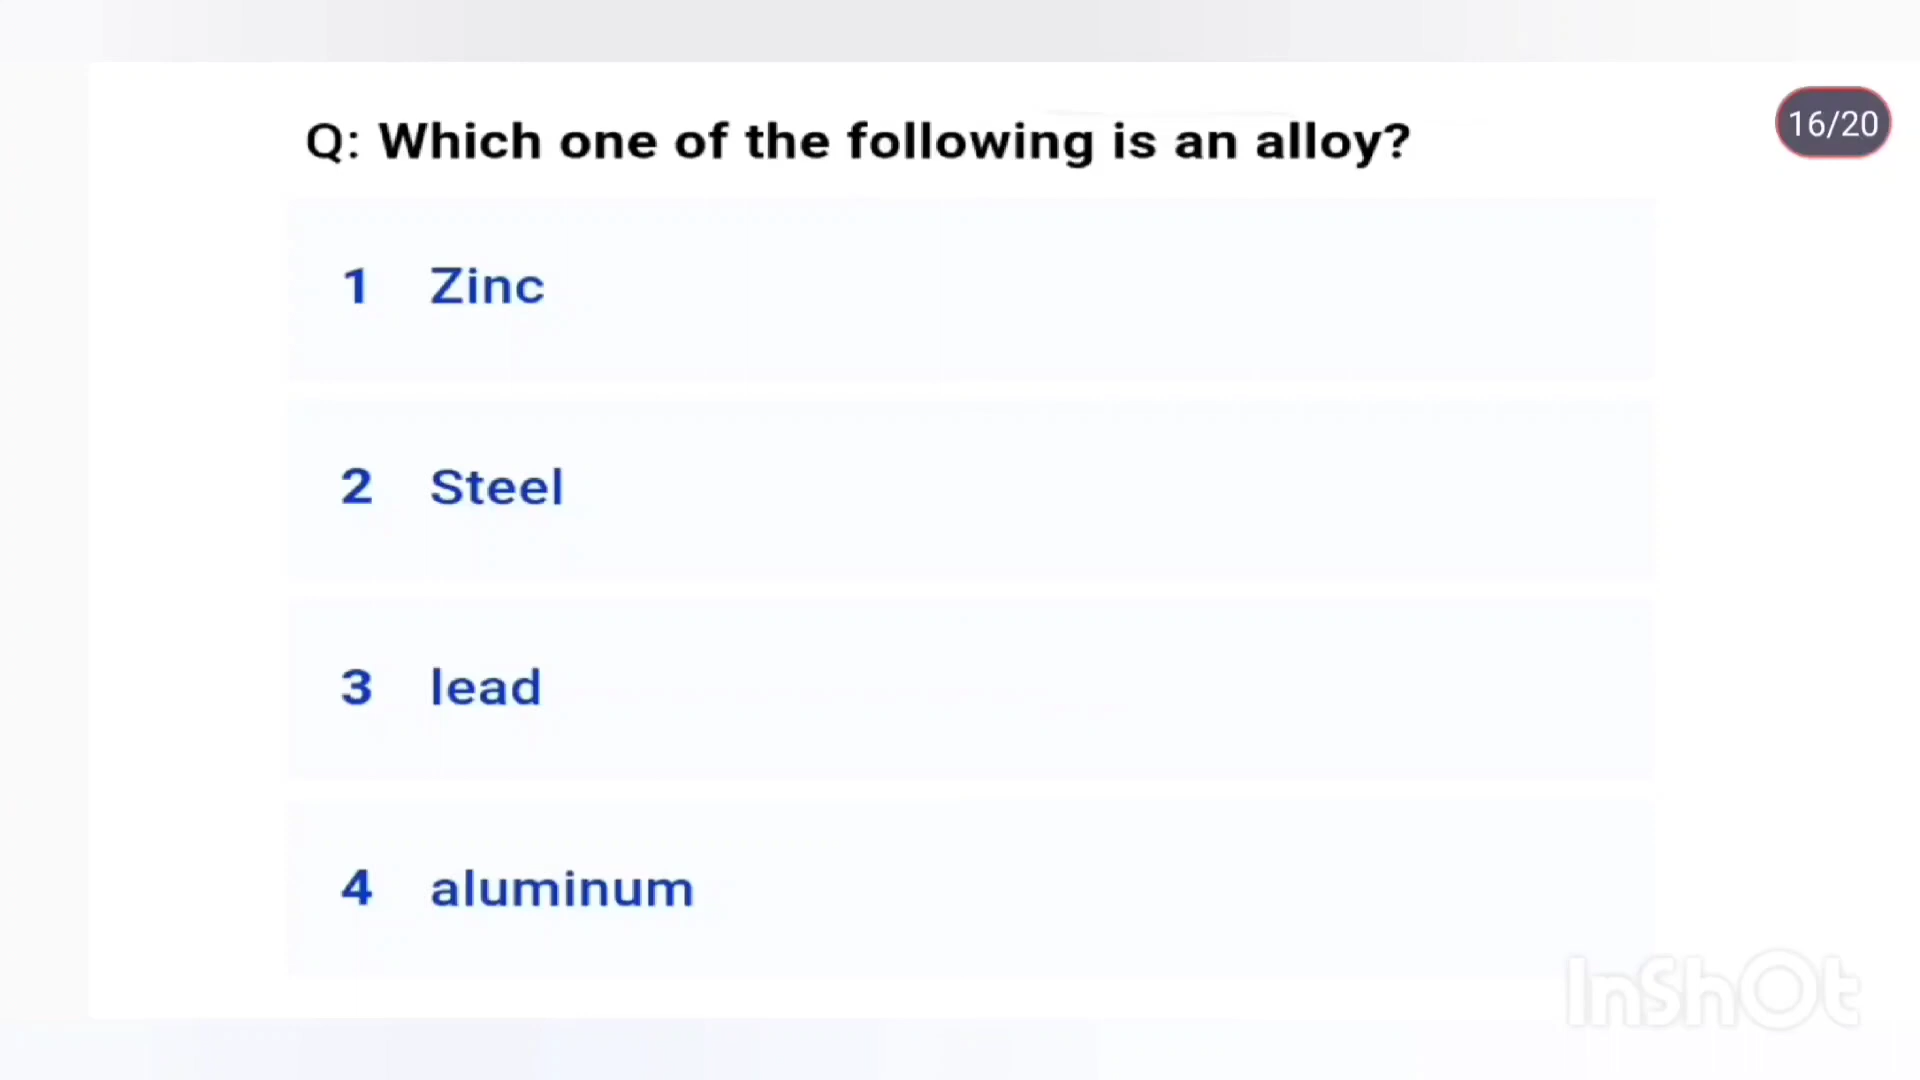 Q: Which one of the following is an alloy?
16/20
1 Zinc
2 Steel
3 lead
4 aluminum
InShOt